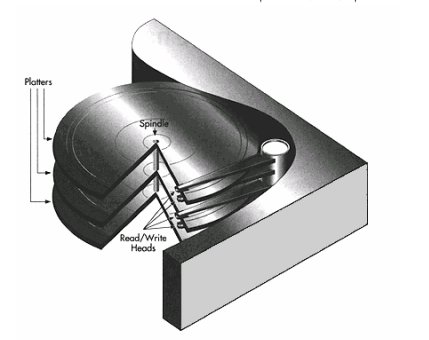 Platters
Spindle
Read/Write
Heads